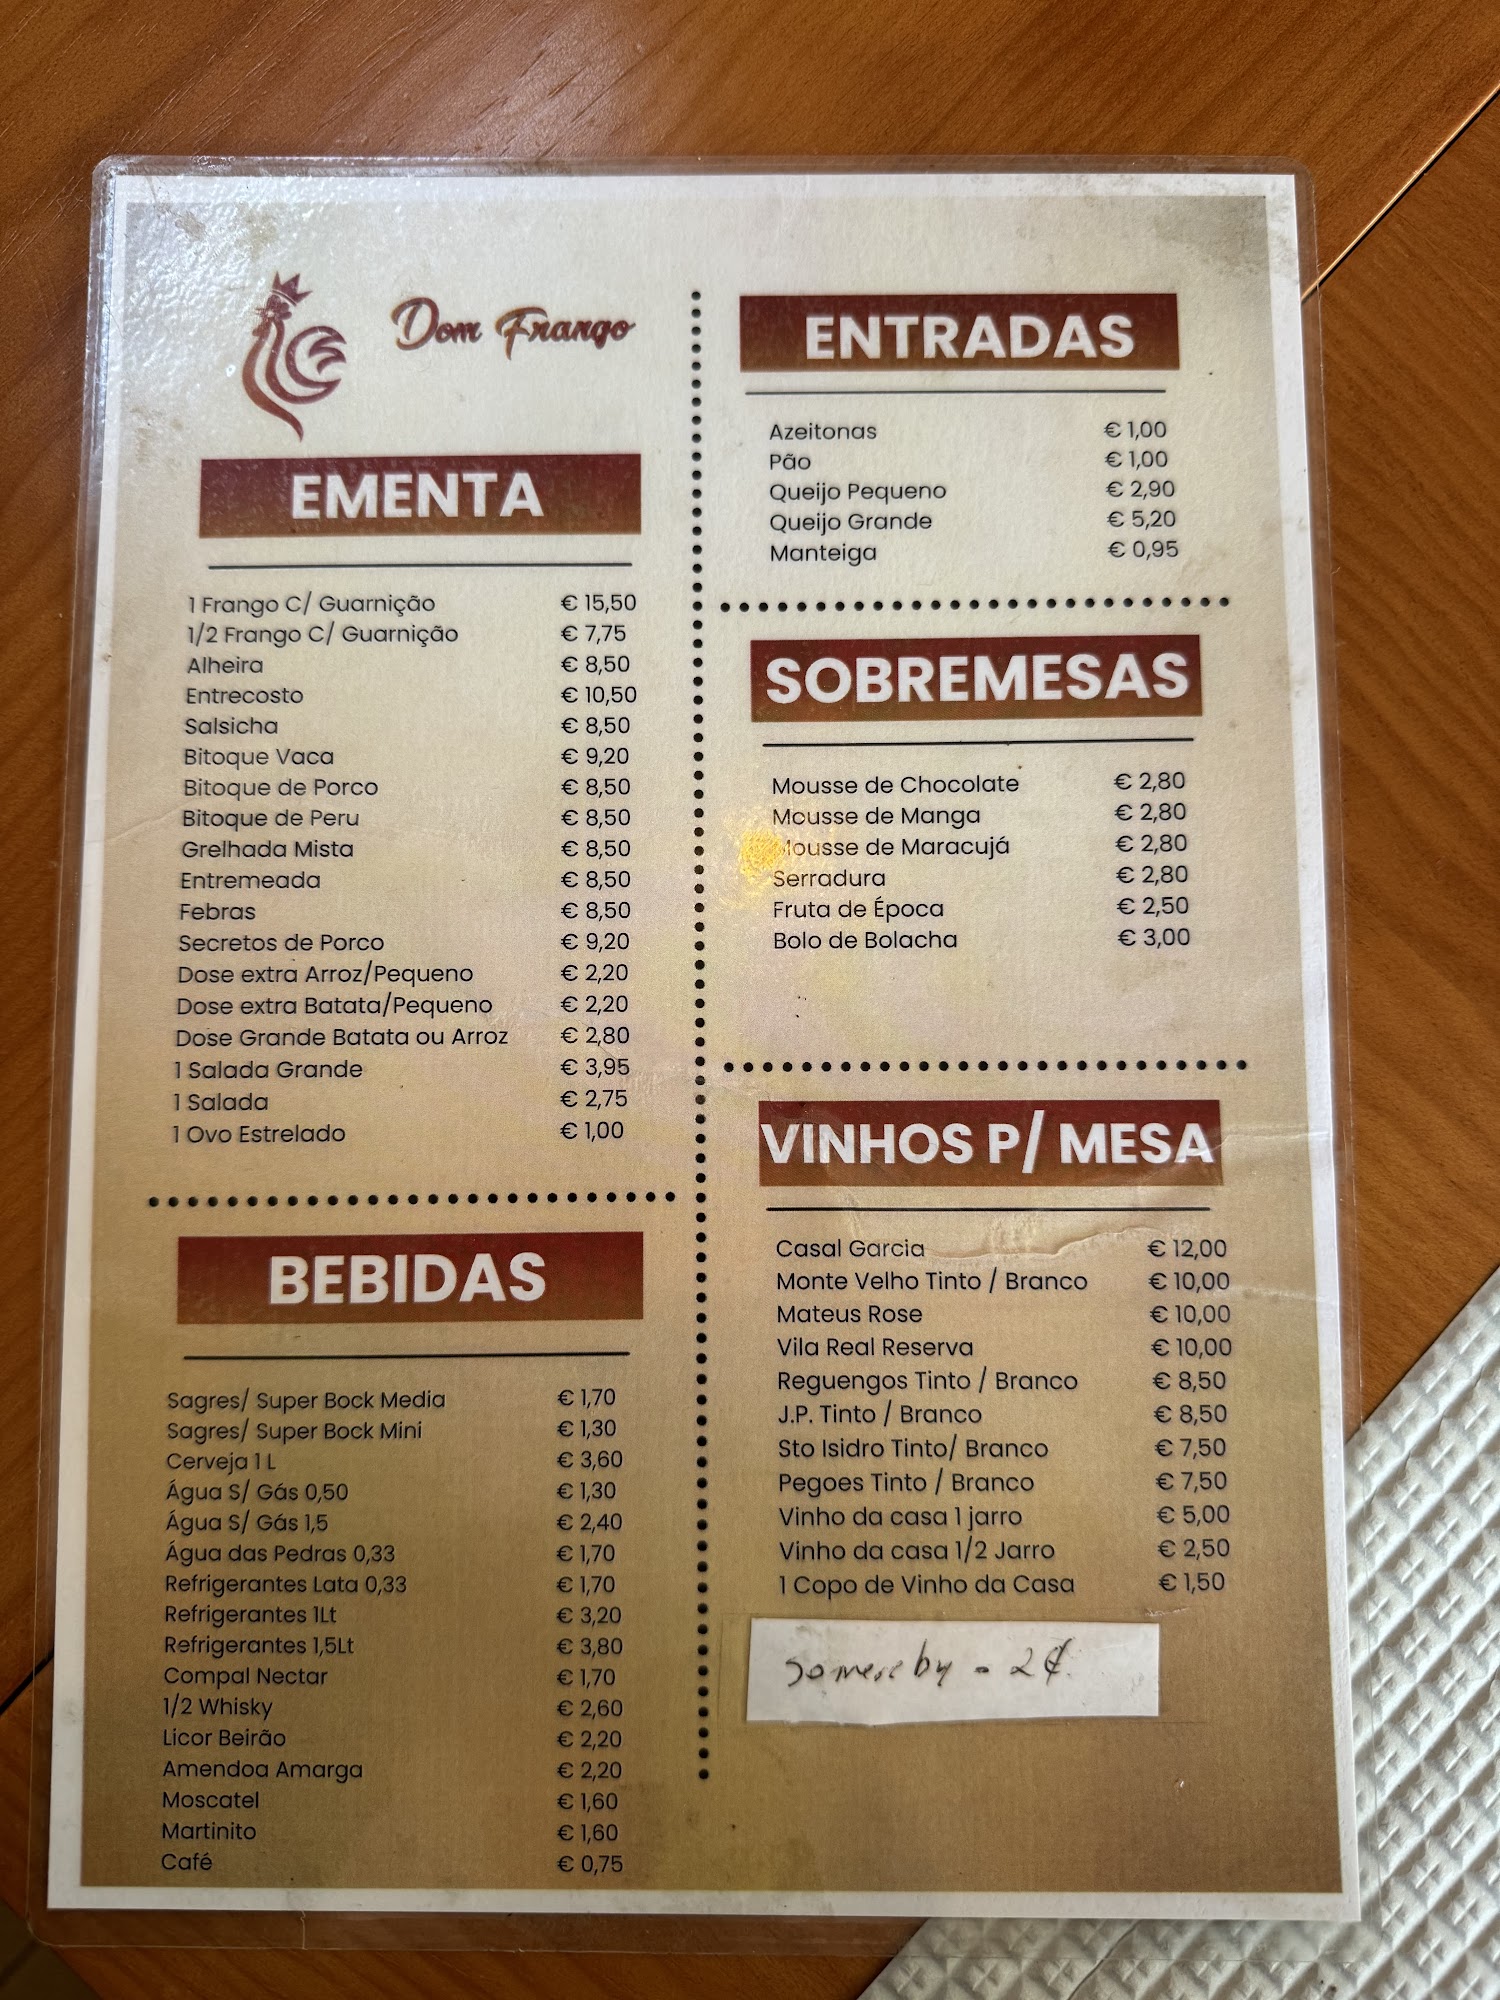 Dom Frango
EMENTA
1 Frango C/ Guarnição € 15,50
1/2 Frango C/ Guarnição € 7,75
Alheira € 8,50
Entrecosto € 10,50
Salsicha € 8,50
Bitoque Vaca € 9,20
Bitoque de Porco € 8,50
Bitoque de Peru € 8,50
Grelhada Mista € 8,50
Entremeada € 8,50
Febras € 8,50
Secretos de Porco € 9,20
Dose extra Arroz/Pequeno € 2,20
Dose extra Batata/Pequeno € 2,20
Dose Grande Batata ou Arroz € 2,80
1 Salada Grande € 3,95
1 Salada € 2,75
1 Ovo Estrelado € 1,00
BEBIDAS
Sagres/ Super Bock Media € 1,70
Sagres/ Super Bock Mini € 1,30
Cerveja 1 L € 3,60
Água S/ Gás 0,50 € 1,30
Água S/ Gás 1,5 € 2,40
Água das Pedras 0,33 € 1,70
Refrigerantes Lata 0,33 € 1,70
Refrigerantes 1Lt € 3,20
Refrigerantes 1,5Lt € 3,80
Compal Nectar € 1,70
1/2 Whisky € 2,60
Licor Beirão € 2,20
Amendoa Amarga € 2,20
Moscatel € 1,60
Martinito € 1,60
Café € 0,75
ENTRADAS
Azeitonas € 1,00
Pão € 1,00
Queijo Pequeno € 2,90
Queijo Grande € 5,20
Manteiga € 0,95
SOBREMESAS
Mousse de Chocolate € 2,80
Mousse de Manga € 2,80
Mousse de Maracujá € 2,80
Serradura € 2,80
Fruta de Época € 2,50
Bolo de Bolacha € 3,00
VINHOS P/ MESA
Casal Garcia € 12,00
Monte Velho Tinto / Branco € 10,00
Mateus Rose € 10,00
Vila Real Reserva € 10,00
Reguengos Tinto / Branco € 8,50
J.P. Tinto / Branco € 8,50
Sto Isidro Tinto/ Branco € 7,50
Pegoes Tinto / Branco € 7,50
Vinho da casa 1 jarro € 5,00
Vinho da casa 1/2 Jarro € 2,50
1 Copo de Vinho da Casa € 1,50
somersby - 2€